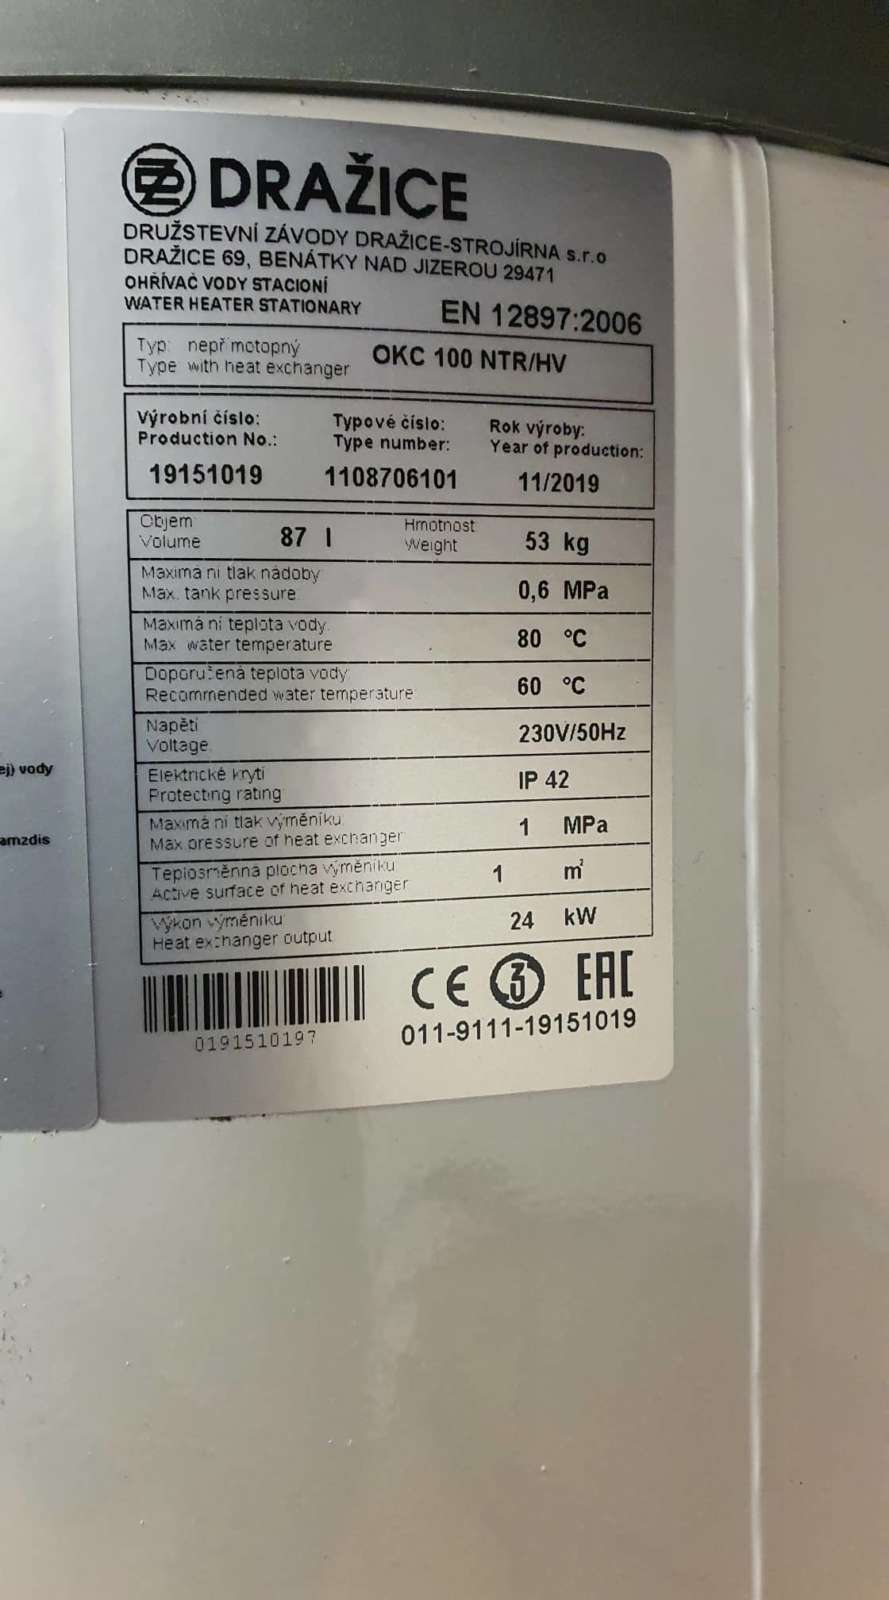 DRAŽICE
DRUŽSTEVNÍ ZÁVODY DRAŽICE-STROJÍRNA s.r.o
DRAŽICE 69, BENÁTKY NAD JIZEROU 29471
OHŘÍVAČ VODY STACIONÍ
WATER HEATER STATIONARY
EN 12897:2006
Typ: nepřímotopný
Type with heat exchanger
OKC 100 NTR/HV
Výrobní číslo:
Production No.:
19151019
Typové číslo:
Type number:
1108706101
Rok výroby:
Year of production:
11/2019
Objem
Volume
87 l
Hmotnost
Weight
53 kg
Maximální tlak nádoby
Max. tank pressure
0,6 MPa
Maximální teplota vody
Max water temperature
80 °C
Doporučená teplota vody
Recommended water temperature
60 °C
Napětí
Voltage
230V/50Hz
Elektrické krytí
Protecting rating
IP 42
Maximální tlak výměníku
Max pressure of heat exchanger
1 MPa
Teplosměnná plocha výměníku
Active surface of heat exchanger
1 m²
Výkon výměníku
Heat exchanger output
24 kW
0191510197
CE 3 EAC
011-9111-19151019
ej) vody
amzdis